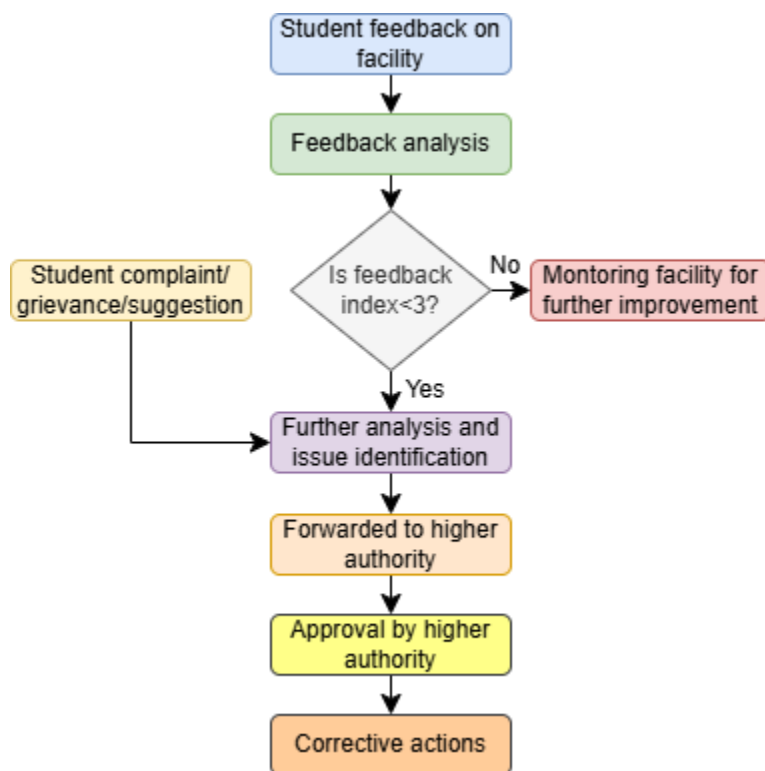 Student feedback on
facility
Feedback analysis
Is feedback
index<3?
No
Montoring facility for
further improvement
Student complaint/
grievance/suggestion
Yes
Further analysis and
issue identification
Forwarded to higher
authority
Approval by higher
authority
Corrective actions